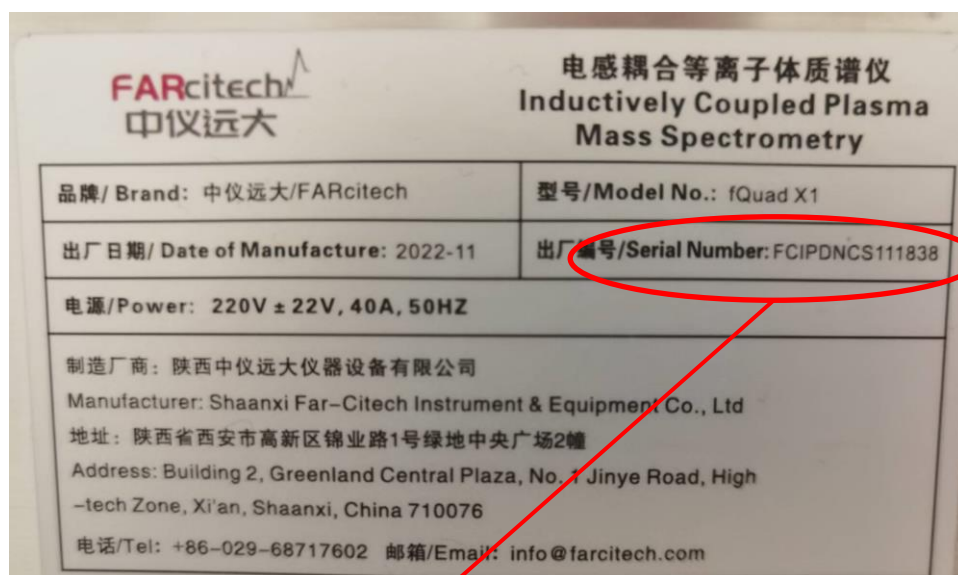 FARcitech
中仪远大
电感耦合等离子体质谱仪
Inductively Coupled Plasma
Mass Spectrometry
品牌/ Brand: 中仪远大/FARcitech
型号/Model No.: fQuad X1
出厂日期/ Date of Manufacture: 2022-11
出厂编号/Serial Number: FCIPDNCS111838
电源/Power: 220V ± 22V, 40A, 50HZ
制造厂商：陕西中仪远大仪器设备有限公司
Manufacturer: Shaanxi Far-Citech Instrument & Equipment Co., Ltd
地址：陕西省西安市高新区锦业路1号绿地中央广场2幢
Address: Building 2, Greenland Central Plaza, No. 1 Jinye Road, High
-tech Zone, Xi'an, Shaanxi, China 710076
电话/Tel: +86-029-68717602 邮箱/Email: info@farcitech.com